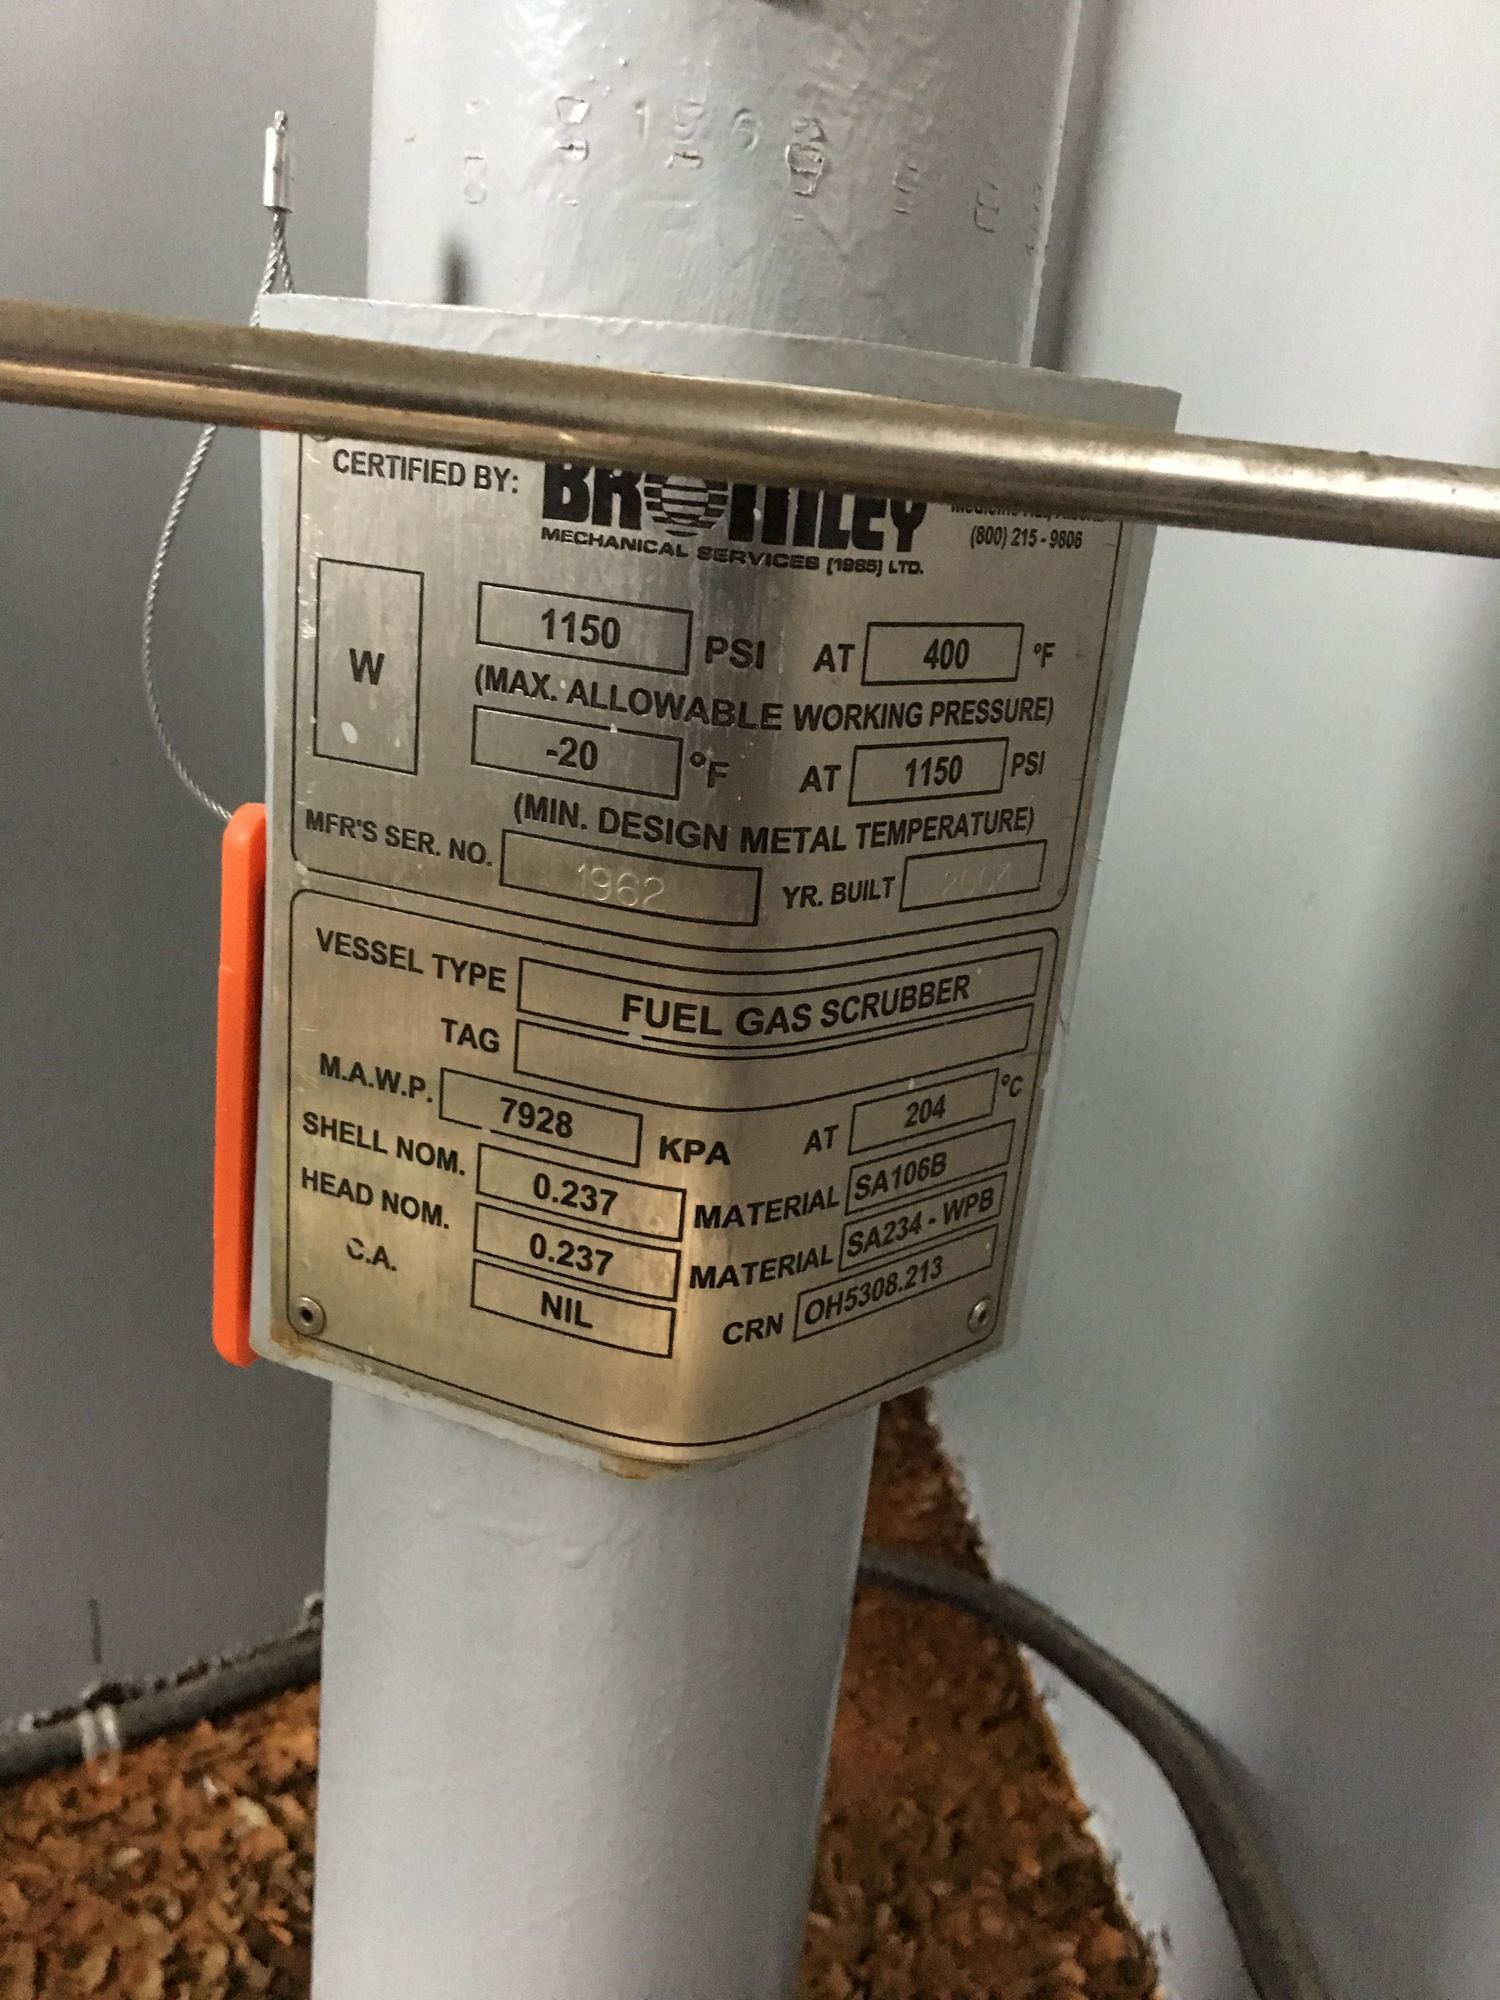 CERTIFIED BY: BROMLEY
MECHANICAL SERVICES (1985) LTD.
(800) 215 - 9806
W
1150 PSI AT 400 °F
(MAX. ALLOWABLE WORKING PRESSURE)
-20 °F AT 1150 PSI
(MIN. DESIGN METAL TEMPERATURE)
MFR'S SER. NO. 1962 YR. BUILT
VESSEL TYPE FUEL GAS SCRUBBER
TAG
M.A.W.P. 7928 KPA AT 204 °C
SHELL NOM. 0.237 MATERIAL SA106B
HEAD NOM. 0.237 MATERIAL SA234 - WPB
C.A. NIL CRN OH5308.213